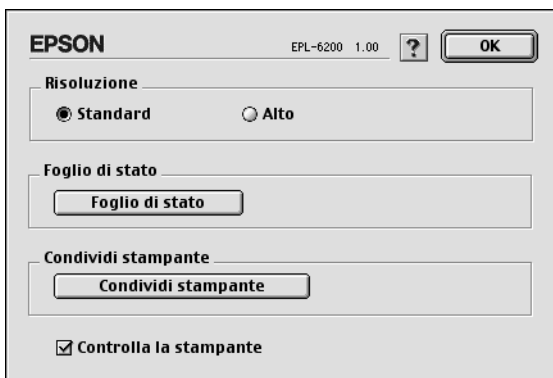 EPSON EPL-6200 1.00 ? OK
Risoluzione
Standard Alto
Foglio di stato
Foglio di stato
Condividi stampante
Condividi stampante
Controlla la stampante